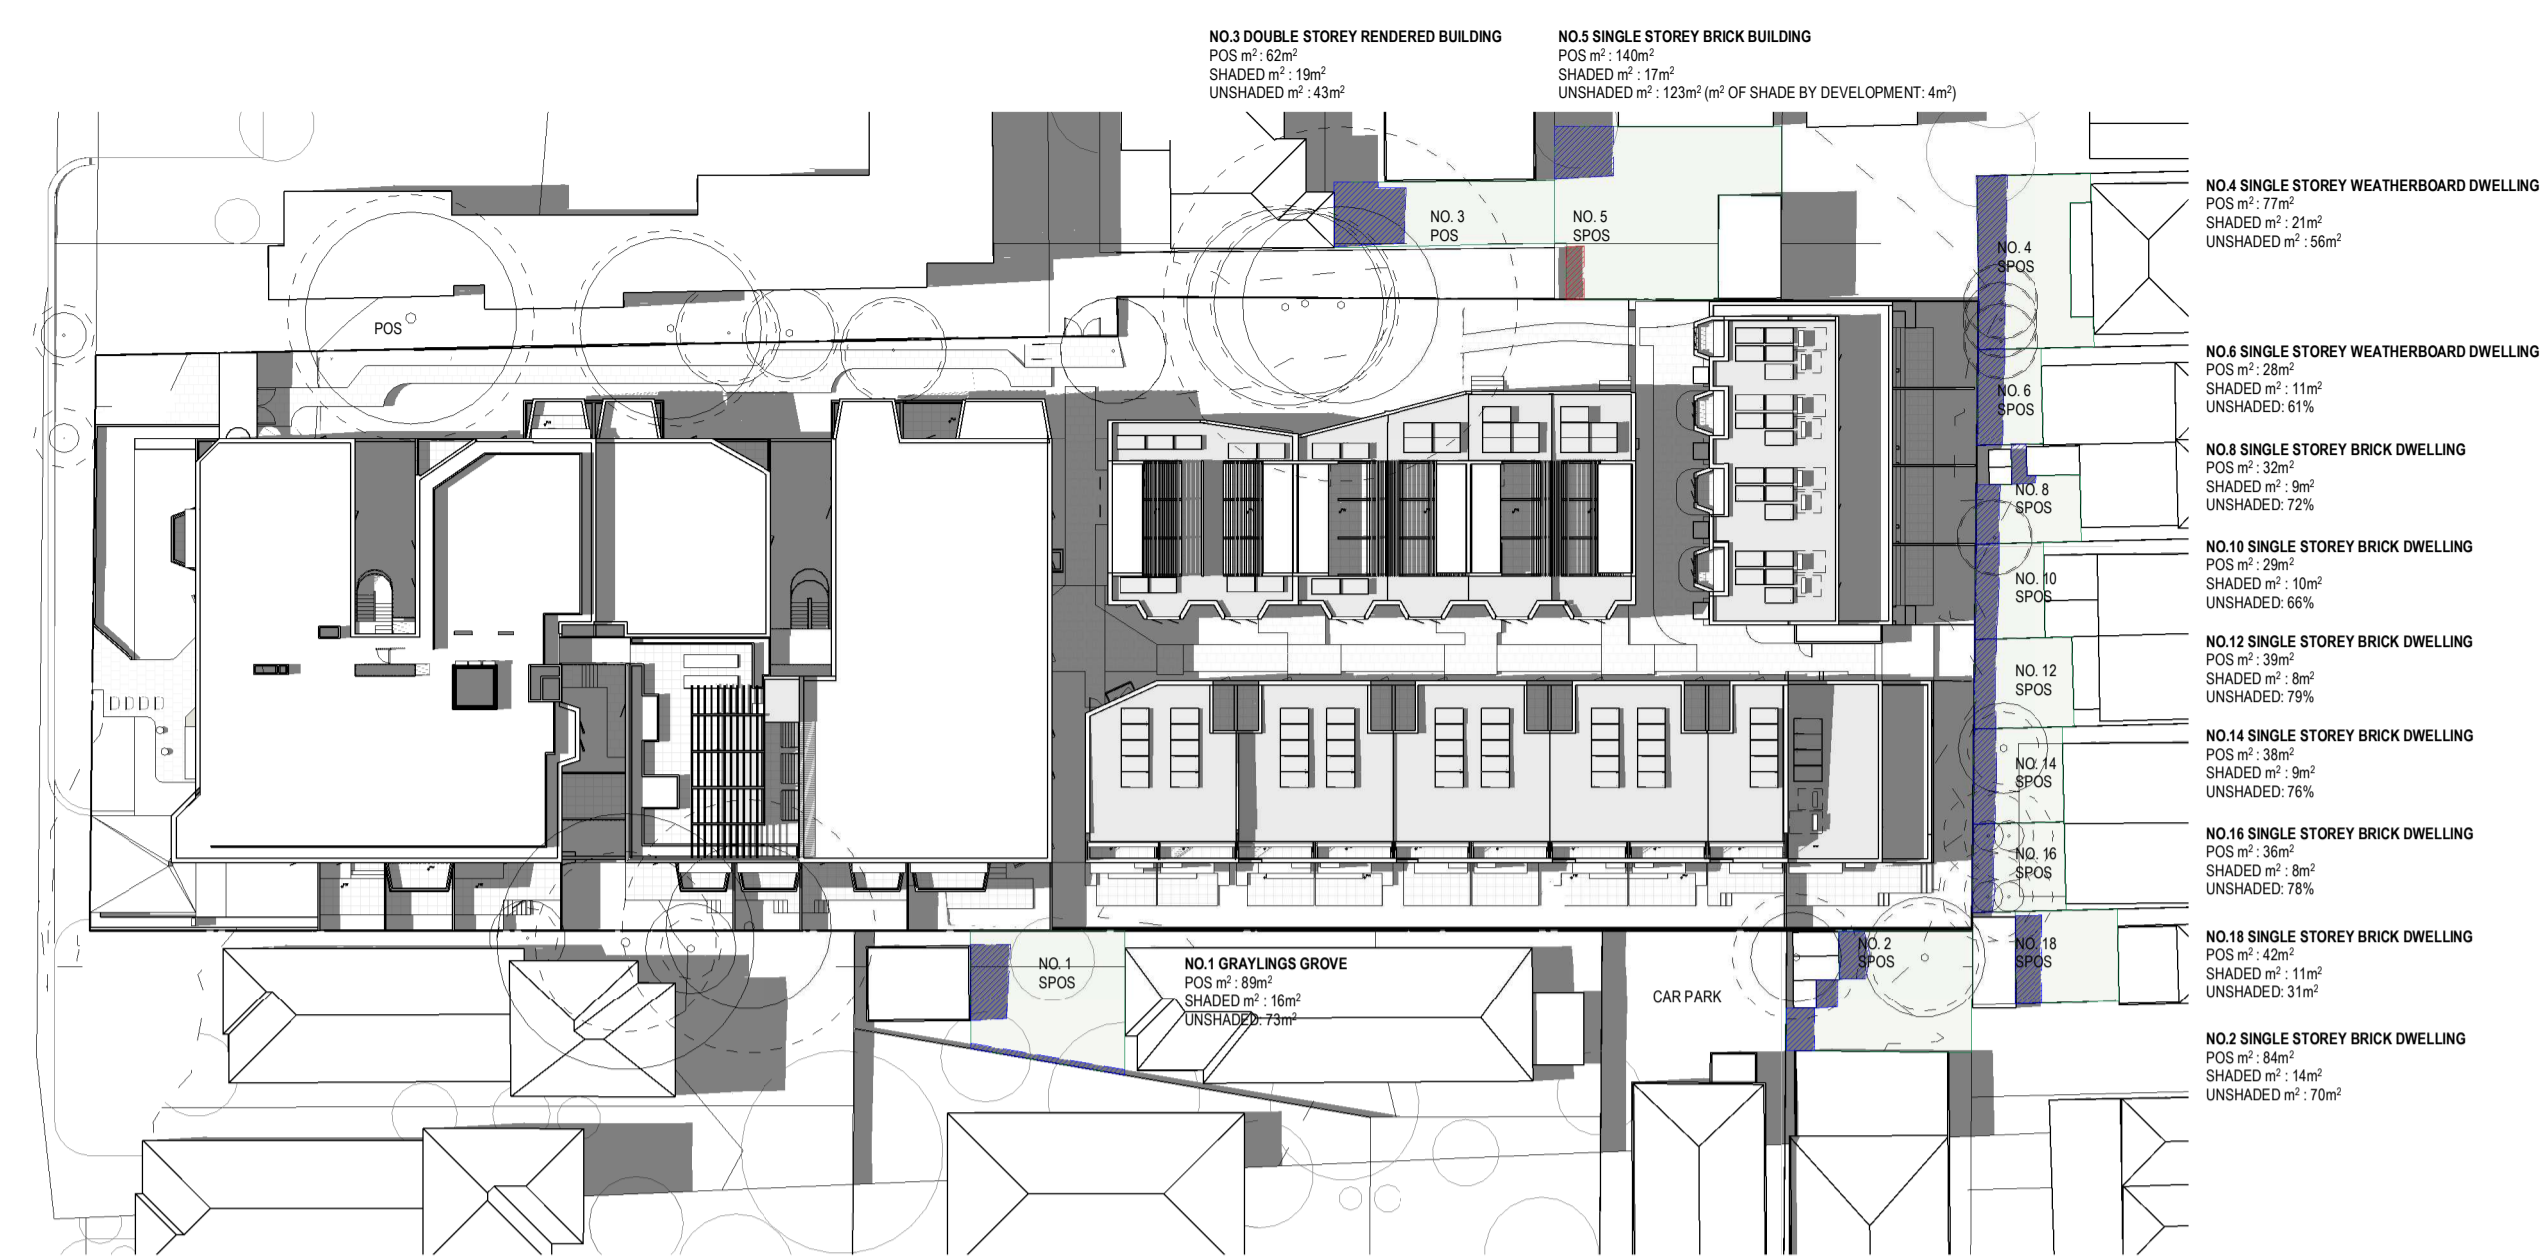 NO.3 DOUBLE STOREY RENDERED BUILDING
POS m² : 62m²
SHADED m² : 19m²
UNSHADED m² : 43m²
NO.5 SINGLE STOREY BRICK BUILDING
POS m² : 140m²
SHADED m² : 17m²
UNSHADED m² : 123m² (m² OF SHADE BY DEVELOPMENT: 4m²)
NO.4 SINGLE STOREY WEATHERBOARD DWELLING
POS m² : 77m²
SHADED m² : 21m²
UNSHADED m² : 56m²
NO.6 SINGLE STOREY WEATHERBOARD DWELLING
POS m² : 28m²
SHADED m² : 11m²
UNSHADED: 61%
NO.8 SINGLE STOREY BRICK DWELLING
POS m² : 32m²
SHADED m² : 9m²
UNSHADED: 72%
NO.10 SINGLE STOREY BRICK DWELLING
POS m² : 29m²
SHADED m² : 10m²
UNSHADED: 66%
NO.12 SINGLE STOREY BRICK DWELLING
POS m² : 39m²
SHADED m² : 8m²
UNSHADED: 79%
NO.14 SINGLE STOREY BRICK DWELLING
POS m² : 38m²
SHADED m² : 9m²
UNSHADED: 76%
NO.16 SINGLE STOREY BRICK DWELLING
POS m² : 36m²
SHADED m² : 8m²
UNSHADED: 78%
NO.18 SINGLE STOREY BRICK DWELLING
POS m² : 42m²
SHADED m² : 11m²
UNSHADED: 31m²
NO.2 SINGLE STOREY BRICK DWELLING
POS m² : 84m²
SHADED m² : 14m²
UNSHADED m² : 70m²
NO. 3
POS
NO. 5
SPOS
NO. 4
SPOS
POS
NO. 6
SPOS
NO. 8
SPOS
NO. 10
SPOS
NO. 12
SPOS
NO. 14
SPOS
NO. 16
SPOS
NO. 2
SPOS
NO. 18
SPOS
NO. 1
SPOS
NO.1 GRAYLINGS GROVE
POS m² : 89m²
SHADED m² : 16m²
UNSHADED: 73m²
CAR PARK